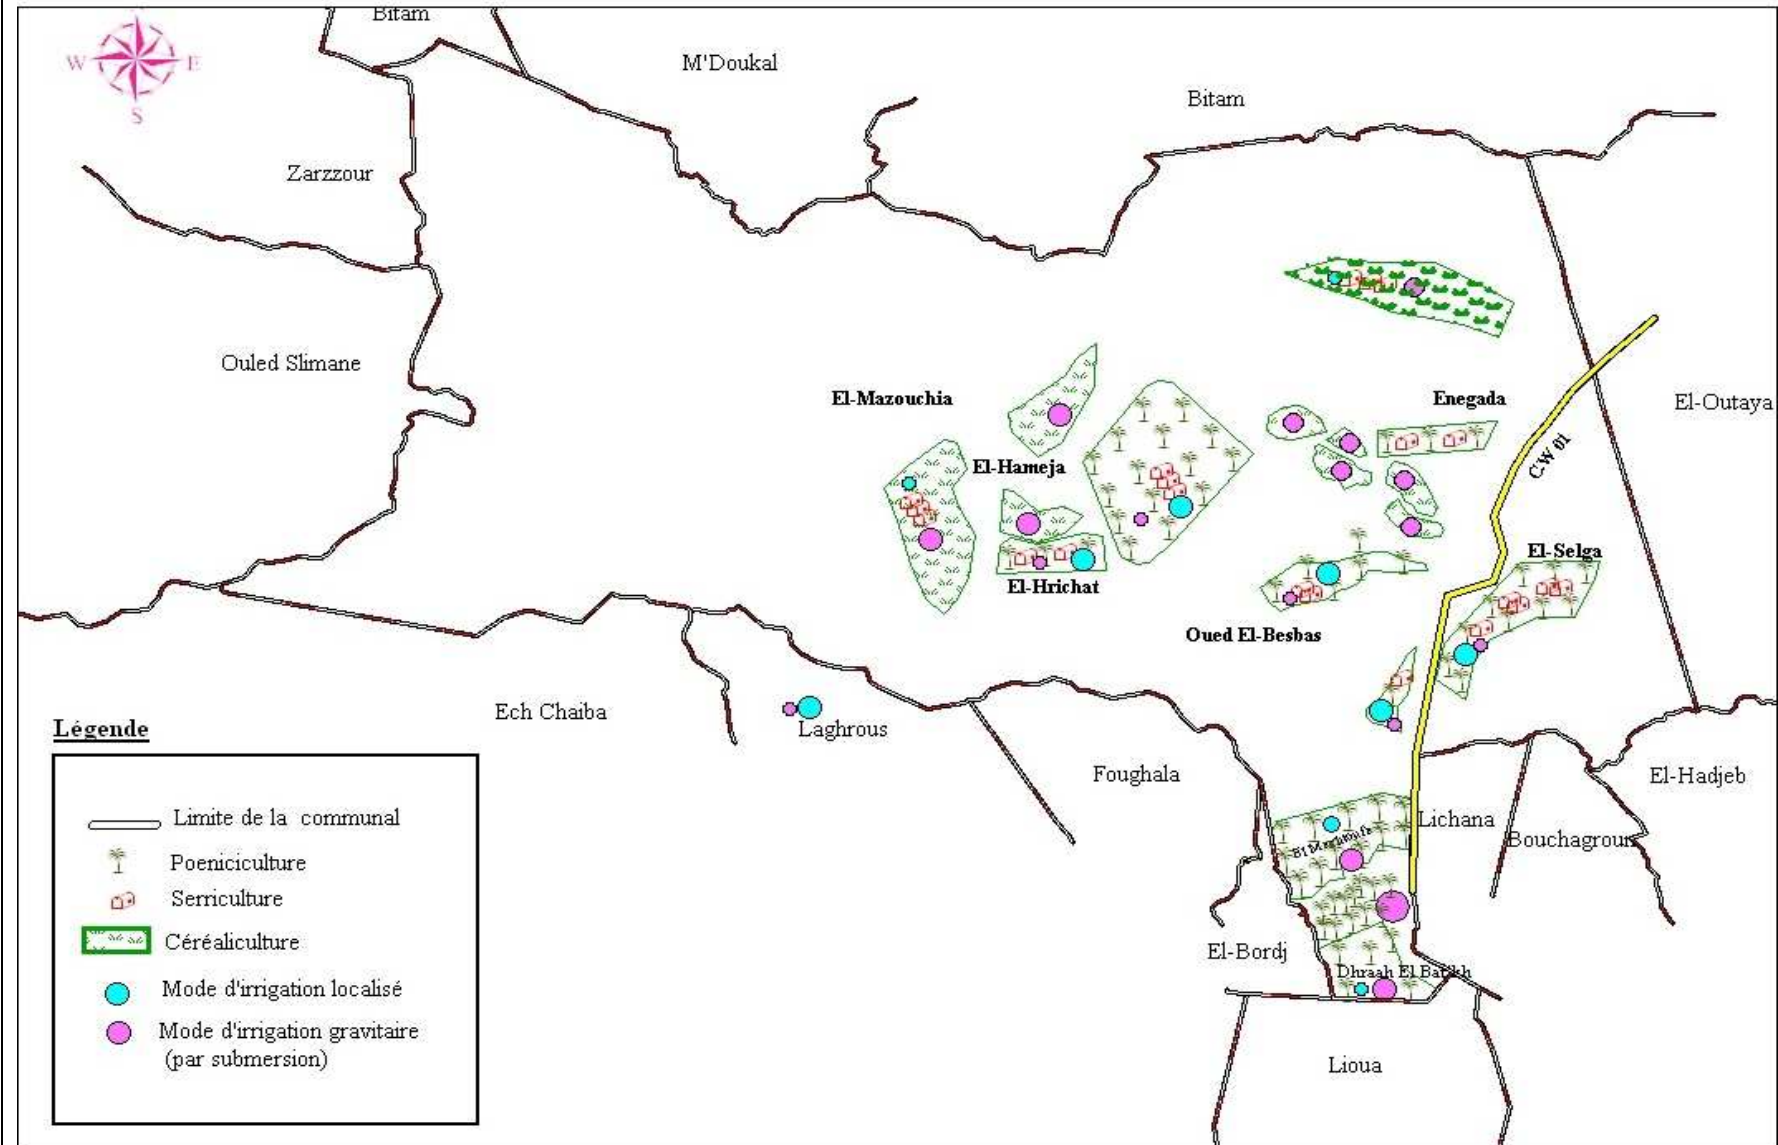 Bitam
M'Doukal
W
E
S
Bitam
Zarzzour
Ouled Slimane
El-Mazouchia
Enegada
El-Outaya
CW 01
El-Hameja
El-Selga
El-Hrichat
Oued El-Besbas
Ech Chaiba
Laghrous
Foughala
El-Hadjeb
Lichana
Bouchagroun
El-Bordj
Dhraah El Batikh
Lioua
Légende
Limite de la communal
Poeniciculture
Serriculture
Céréaliculture
Mode d'irrigation localisé
Mode d'irrigation gravitaire
(par submersion)